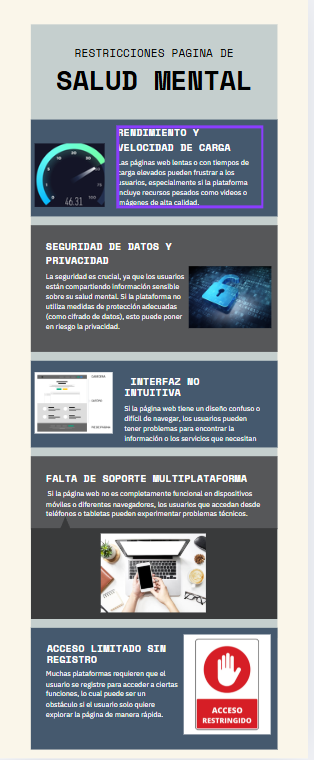 RESTRICCIONES PAGINA DE
SALUD MENTAL
RENDIMIENTO Y
VELOCIDAD DE CARGA
Las páginas web lentas o con tiempos de
carga elevados pueden frustrar a los
usuarios, especialmente si la plataforma
incluye recursos pesados como videos o
imágenes de alta calidad.
46.31
SEGURIDAD DE DATOS Y
PRIVACIDAD
La seguridad es crucial, ya que los usuarios
están compartiendo información sensible
sobre su salud mental. Si la plataforma no
utiliza medidas de protección adecuadas
(como cifrado de datos), esto puede poner
en riesgo la privacidad.
INTERFAZ NO
INTUITIVA
Si la página web tiene un diseño confuso o
difícil de navegar, los usuarios pueden
tener problemas para encontrar la
información o los servicios que necesitan
FALTA DE SOPORTE MULTIPLATAFORMA
Si la página web no es completamente funcional en dispositivos
móviles o diferentes navegadores, los usuarios que accedan desde
teléfonos o tabletas pueden experimentar problemas técnicos.
ACCESO LIMITADO SIN
REGISTRO
Muchas plataformas requieren que el
usuario se registre para acceder a ciertas
funciones, lo cual puede ser un
obstáculo si el usuario solo quiere
explorar la página de manera rápida.
ACCESO
RESTRINGIDO